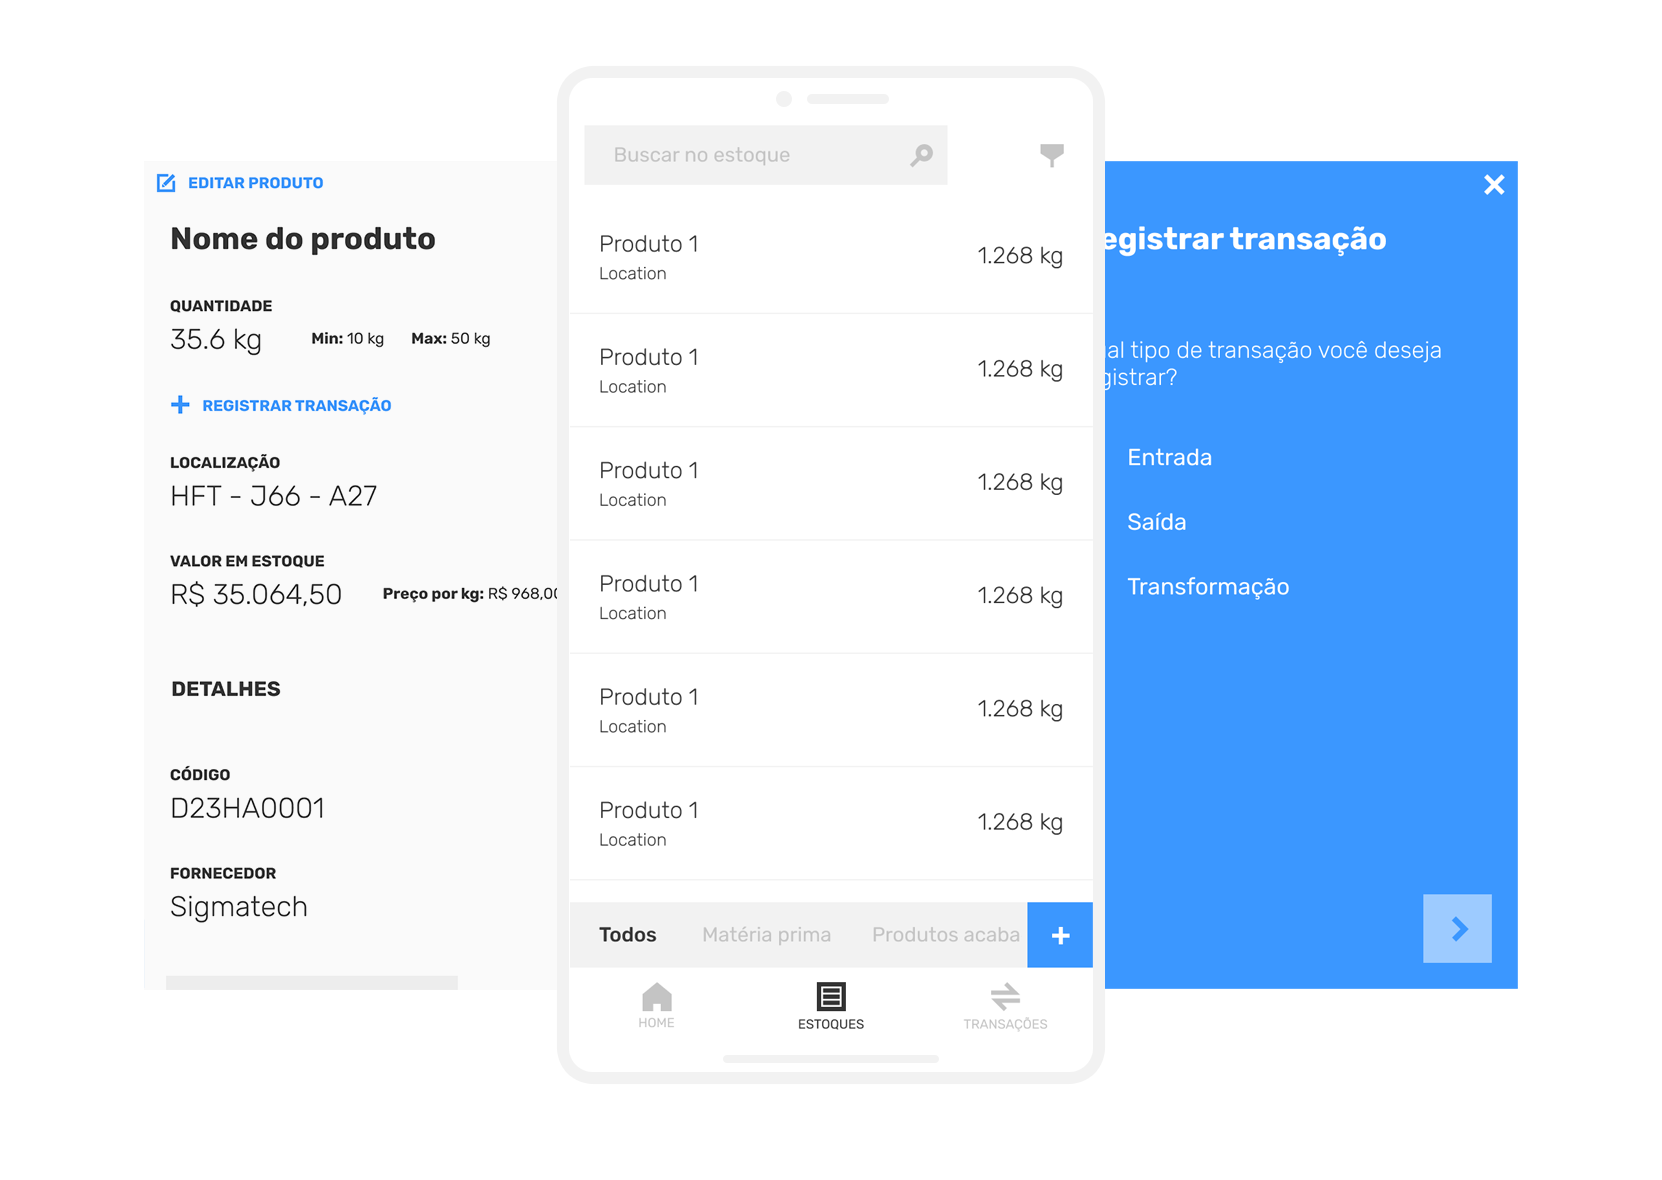 EDITAR PRODUTO
Nome do produto
QUANTIDADE
35.6 kg
Min: 10 kg
Max: 50 kg
REGISTRAR TRANSAÇÃO
LOCALIZAÇÃO
HFT - J66 - A27
VALOR EM ESTOQUE
R$ 35.064,50
Preço por kg: R$ 968,00
DETALHES
CÓDIGO
D23HA0001
FORNECEDOR
Sigmatech
Buscar no estoque
Produto 1
Location
1.268 kg
Produto 1
Location
1.268 kg
Produto 1
Location
1.268 kg
Produto 1
Location
1.268 kg
Produto 1
Location
1.268 kg
Produto 1
Location
1.268 kg
Todos
Matéria prima
Produtos acaba
+
HOME
ESTOQUES
TRANSAÇÕES
egistrar transação
al tipo de transação você deseja
gistrar?
Entrada
Saída
Transformação